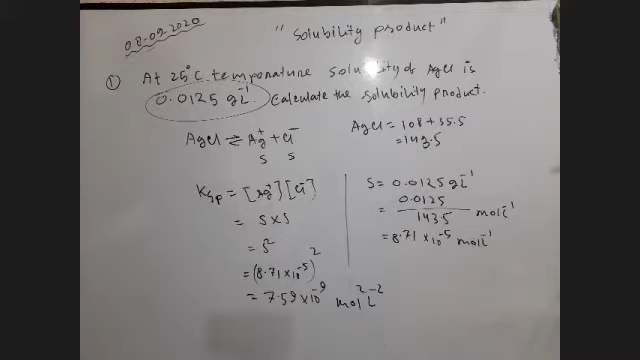 08-09-2020
"Solubility product"
① At 25°C temperature solubility of AgCl is
0.0125 gL⁻¹. Calculate the solubility product.
AgCl ⇌ Ag⁺ + Cl⁻
S S
AgCl = 108 + 35.5
= 143.5
Ksp = [Ag⁺][Cl⁻]
= S × S
= S²
= (8.71 × 10⁻⁵)²
= 7.59 × 10⁻⁹ mol² L⁻²
S = 0.0125 gL⁻¹
= 0.0125 / 143.5 mol L⁻¹
= 8.71 × 10⁻⁵ mol L⁻¹